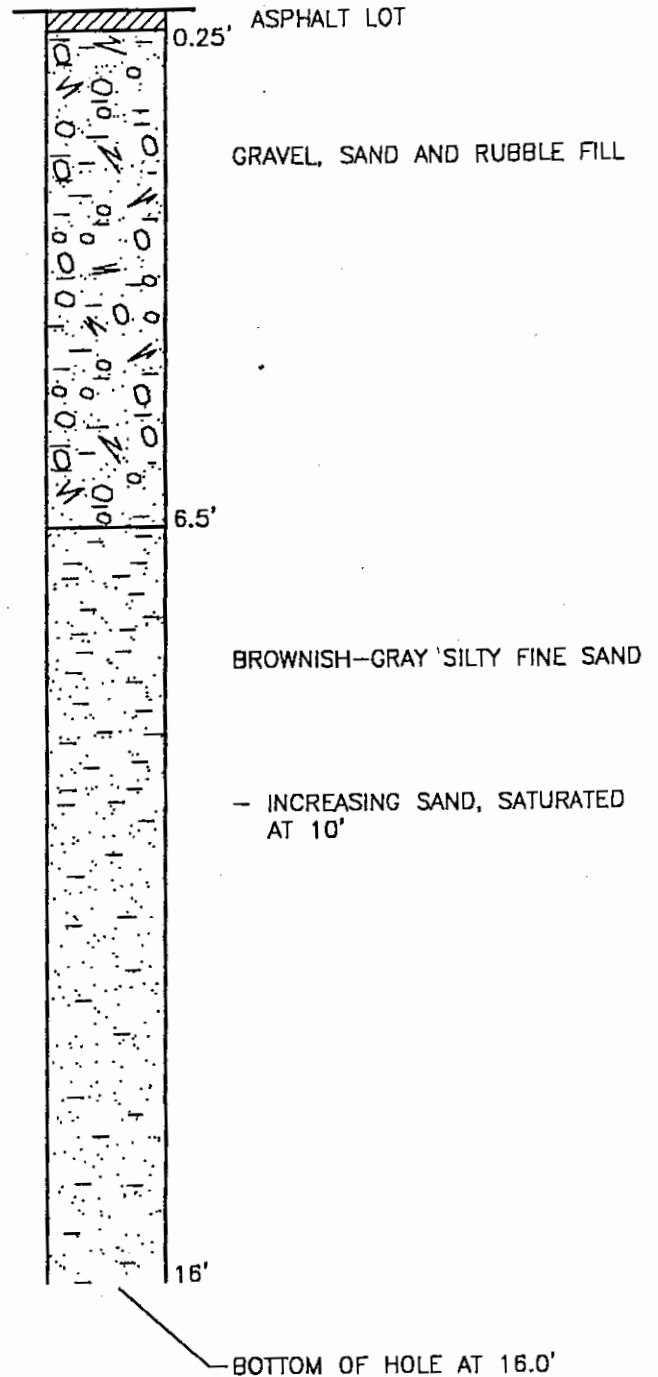 ASPHALT LOT
0.25'
GRAVEL, SAND AND RUBBLE FILL
6.5'
BROWNISH-GRAY 'SILTY FINE SAND
- INCREASING SAND, SATURATED
AT 10'
16'
BOTTOM OF HOLE AT 16.0'